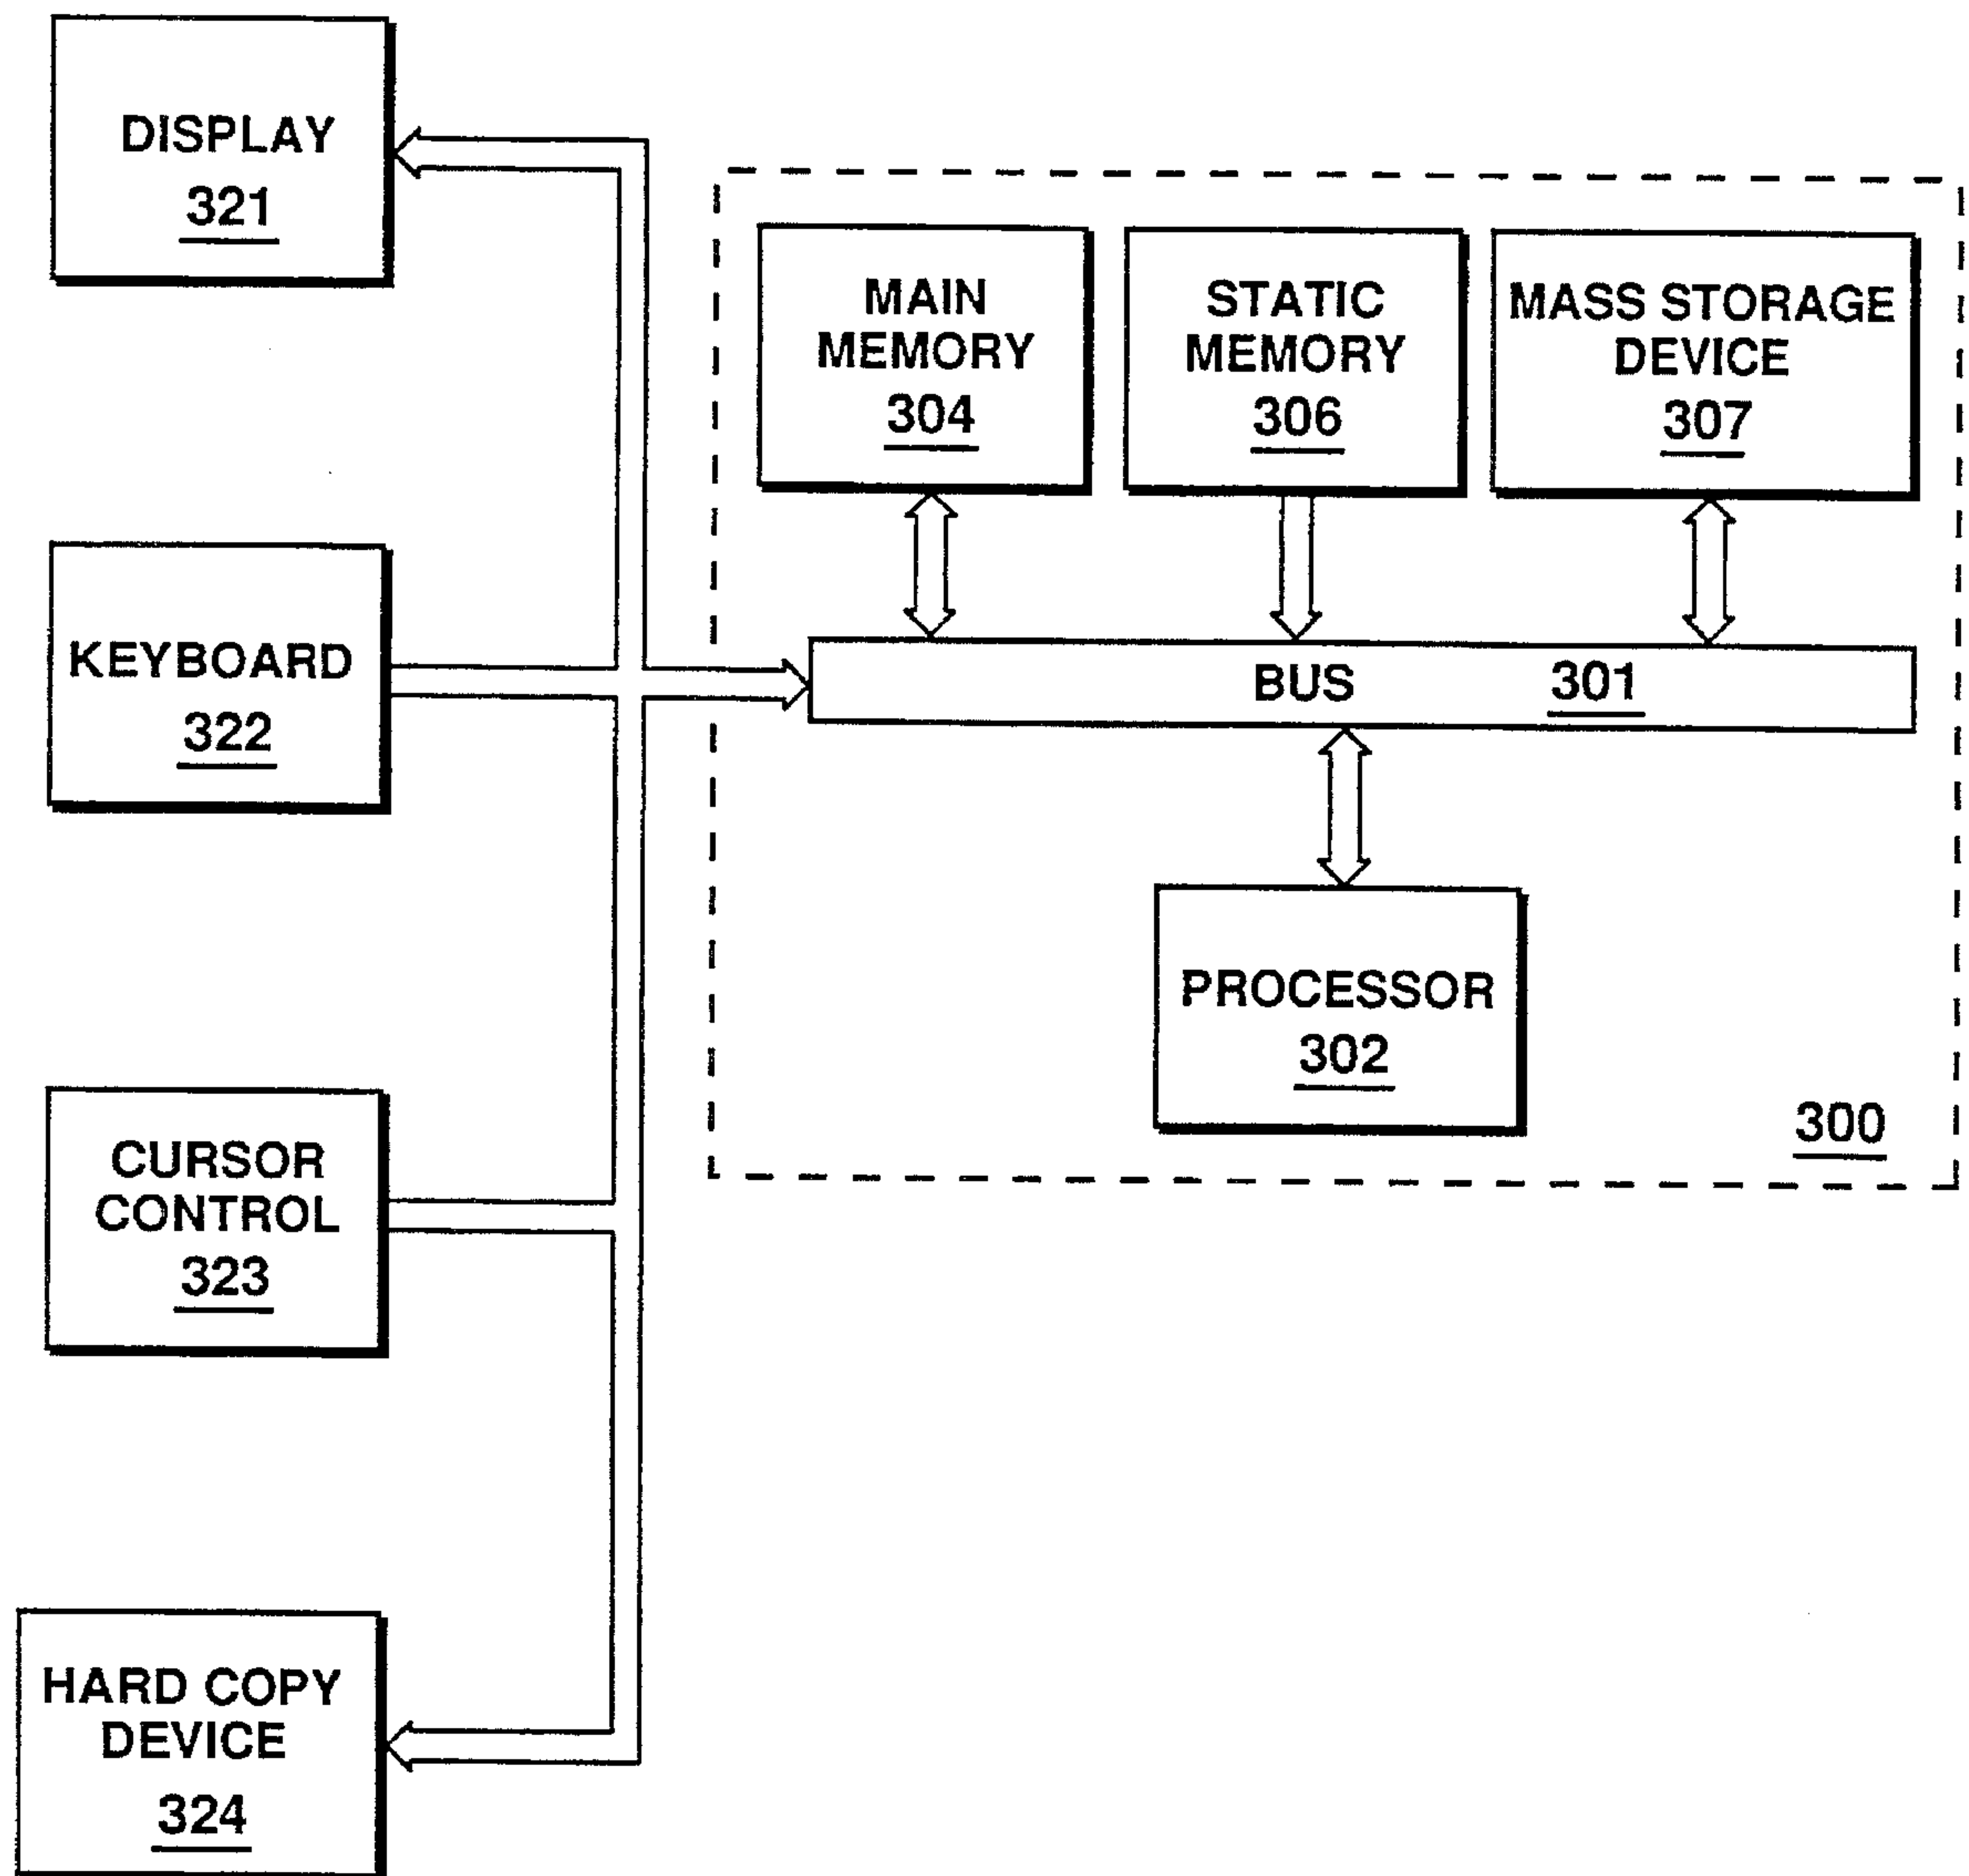 DISPLAY
321
MAIN
MEMORY
304
STATIC
MEMORY
306
MASS STORAGE
DEVICE
307
KEYBOARD
322
BUS 301
PROCESSOR
302
300
CURSOR
CONTROL
323
HARD COPY
DEVICE
324